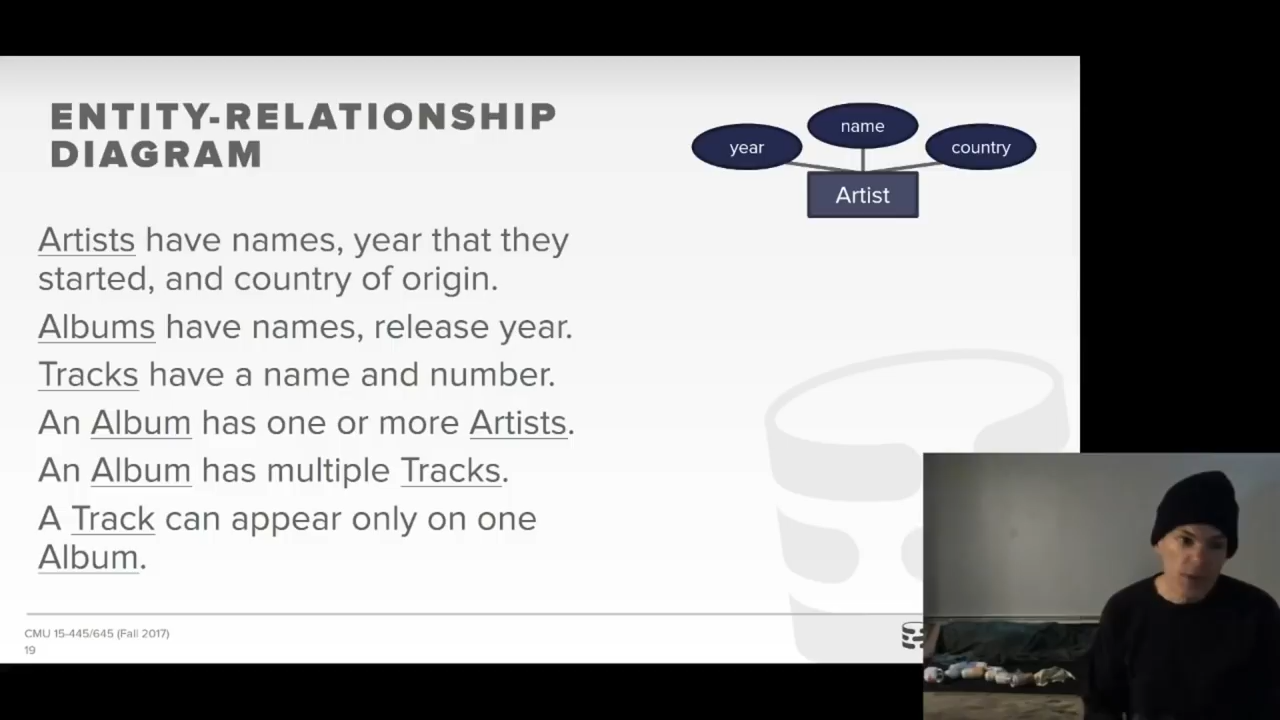 ENTITY-RELATIONSHIP
DIAGRAM
year
name
country
Artist
Artists have names, year that they
started, and country of origin.
Albums have names, release year.
Tracks have a name and number.
An Album has one or more Artists.
An Album has multiple Tracks.
A Track can appear only on one
Album.
CMU 15-445/645 (Fall 2017)
19